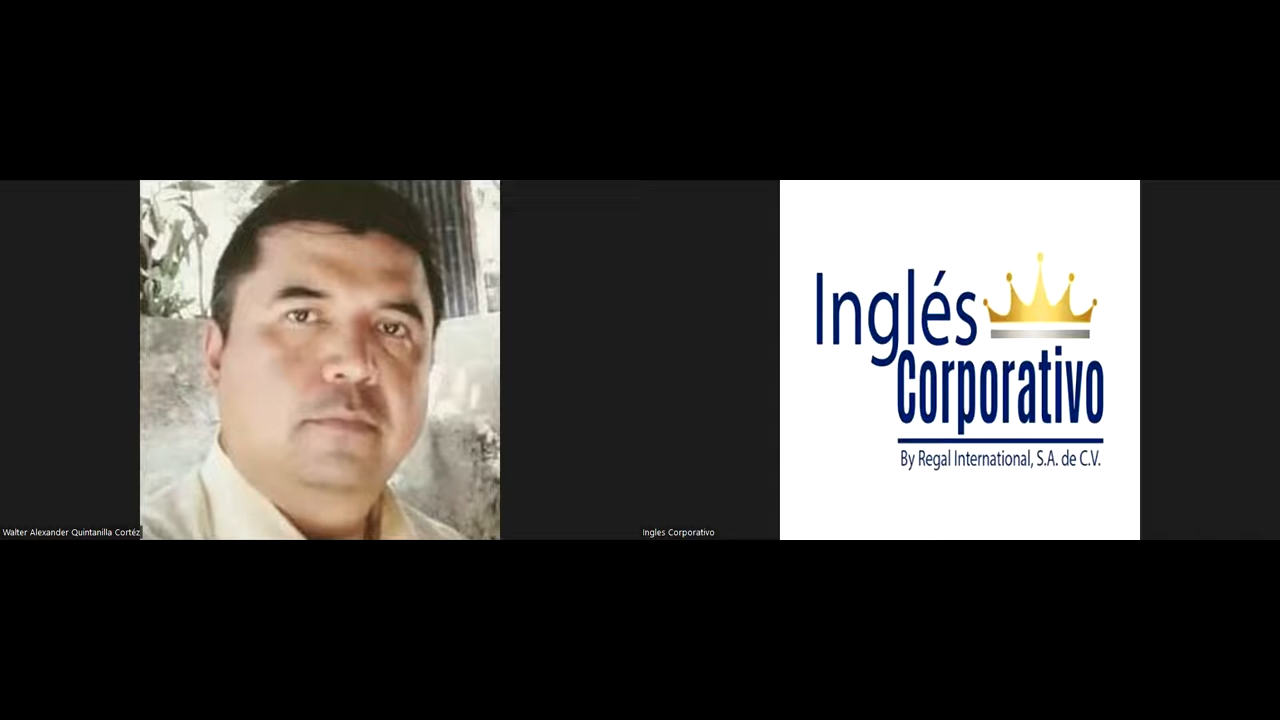 Inglés
Corporativo
By Regal International, S.A. de C.V.
Walter Alexander Quintanilla Cortéz
Ingles Corporativo